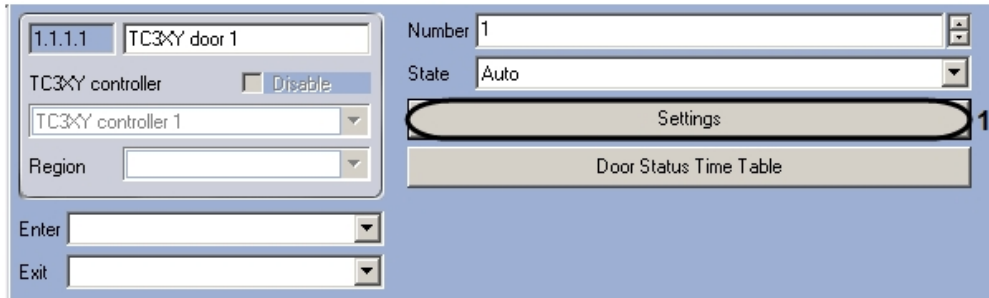 1.1.1.1 TC3XY door 1
TC3XY controller Disable
TC3XY controller 1
Region
Enter
Exit
Number 1
State Auto
Settings 1
Door Status Time Table